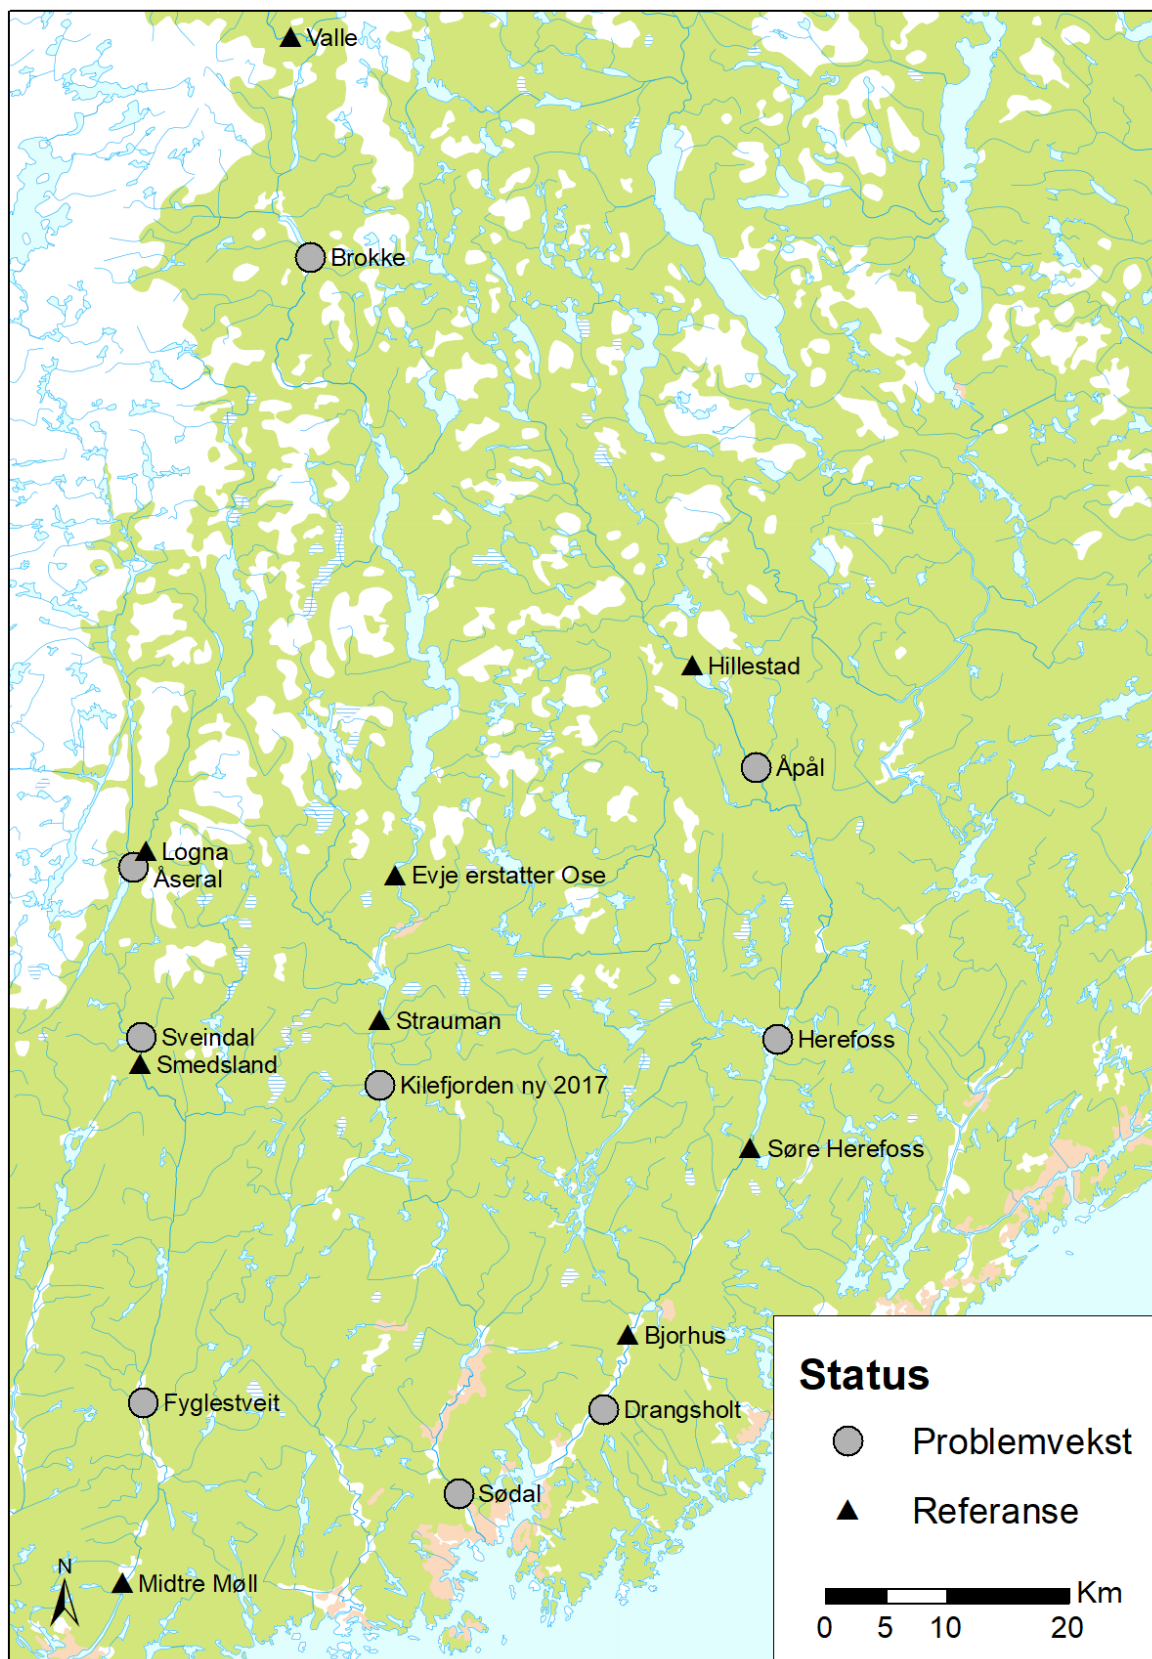 Valle
Brokke
Hillestad
Åpål
Logna
Åseral
Evje erstatter Ose
Strauman
Sveindal
Smedsland
Herefoss
Kilefjorden ny 2017
Søre Herefoss
Bjorhus
Fyglestveit
Drangsholt
Sødal
Midtre Møll
N
Status
Problemvekst
Referanse
Km
0 5 10 20